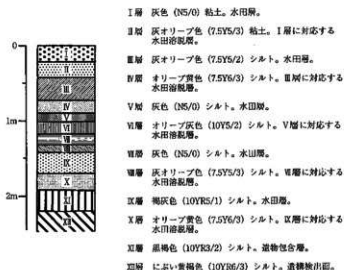 0
1m
2m
I
II
III
IV
V
VI
VII
VIII
IX
X
XI
XII
I層 灰色 (N5/0) 粘土。水田層。
II層 灰オリーブ色 (7.5Y5/3) 粘土。I層に対応する
水田溶脱層。
III層 灰オリーブ色 (7.5Y5/2) シルト。水田層。
IV層 オリーブ黄色 (7.5Y6/3) シルト。III層に対応する
水田溶脱層。
V層 灰色 (N5/0) シルト。水田層。
VI層 オリーブ灰色 (10Y5/2) シルト。V層に対応する
水田溶脱層。
VII層 灰色 (N5/0) シルト。水田層。
VIII層 灰オリーブ色 (7.5Y5/3) シルト。VII層に対応する
水田溶脱層。
IX層 褐灰色 (10YR5/1) シルト。水田層。
X層 オリーブ黄色 (7.5Y6/3) シルト。IX層に対応する
水田溶脱層。
XI層 黒褐色 (10YR3/2) シルト。遺物包含層。
XII層 にぶい黄褐色 (10YR6/3) シルト。遺構検出面。